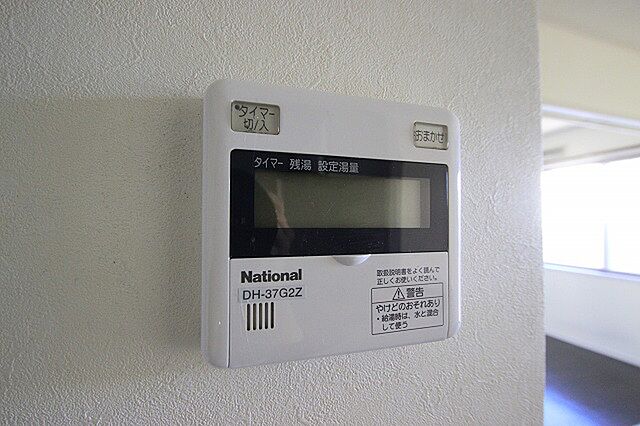 タイマー
切/入
おまかせ
タイマー 残湯 設定湯量
National
DH-37G2Z
取扱説明書をよく読んで
正しくお使いください。
警告
やけどのおそれあり
・給湯時は、水と混合
して使う